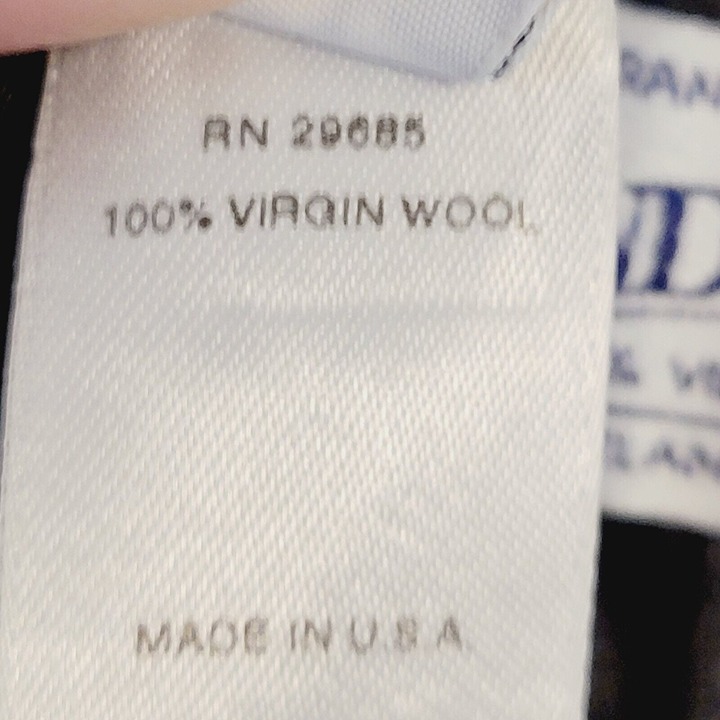 RN 29685
100% VIRGIN WOOL
MADE IN U.S.A.